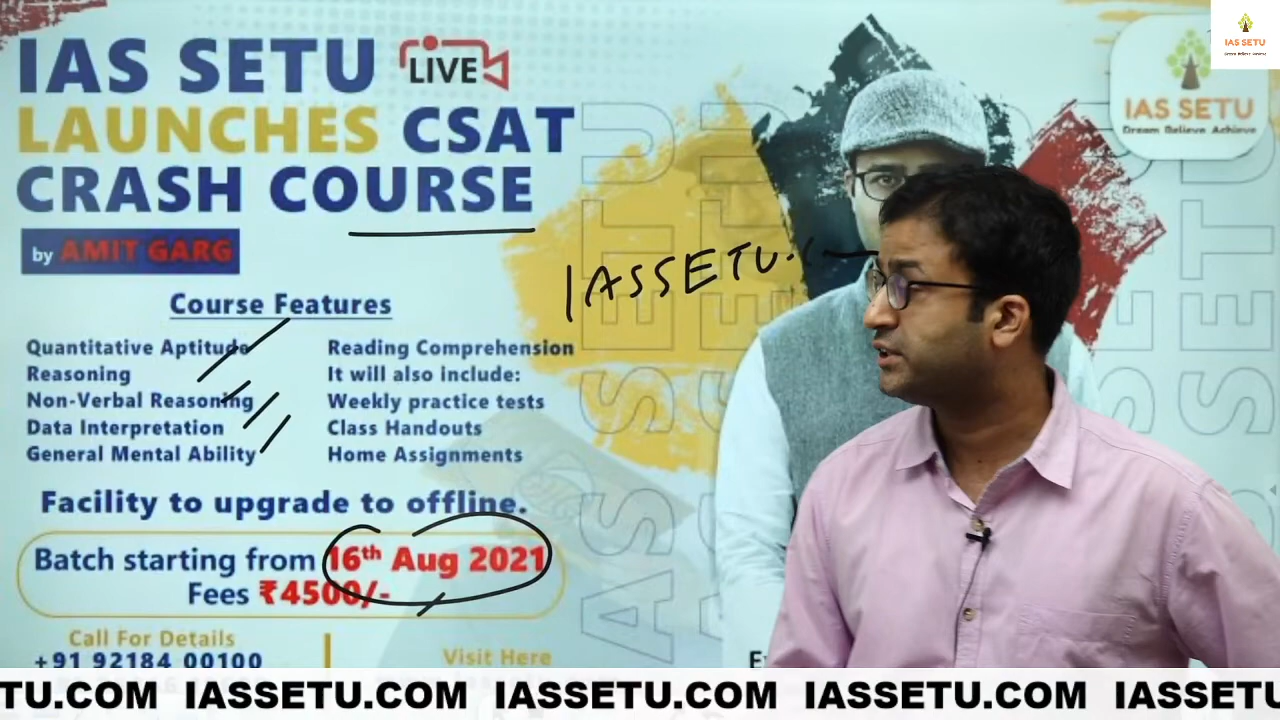 IAS SETU LIVE
LAUNCHES CSAT
CRASH COURSE
by AMIT GARG
Course Features
Quantitative Aptitude
Reasoning
Non-Verbal Reasoning
Data Interpretation
General Mental Ability
Reading Comprehension
It will also include:
Weekly practice tests
Class Handouts
Home Assignments
Facility to upgrade to offline.
Batch starting from 16th Aug 2021
Fees ₹4500/-
Call For Details
+91 92184 00100
Visit Here
IASSETU.
IAS SETU
Dream Believe Achieve
IAS SETU
Dream Believe Achieve
TU.COM IASSETU.COM IASSETU.COM IASSETU.COM IASSETU